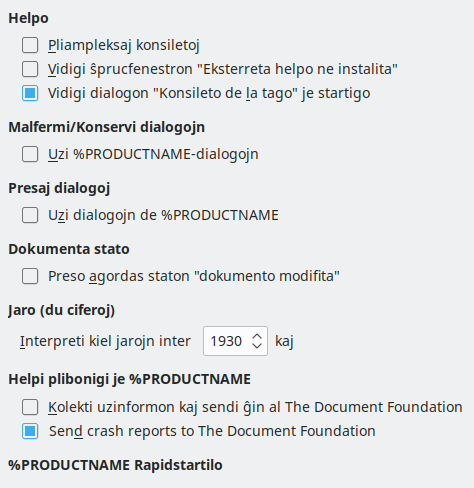 Helpo
Pliampleksaj konsiletoj
Vidigi ŝprucfenestron "Eksterreta helpo ne instalita"
Vidigi dialogon "Konsileto de la tago" je startigo
Malfermi/Konservi dialogojn
Uzi %PRODUCTNAME-dialogojn
Presaj dialogoj
Uzi dialogojn de %PRODUCTNAME
Dokumenta stato
Preso agordas staton "dokumento modifita"
Jaro (du ciferoj)
Interpreti kiel jarojn inter 1930 kaj
Helpi plibonigi je %PRODUCTNAME
Kolekti uzinformon kaj sendi ĝin al The Document Foundation
Send crash reports to The Document Foundation
%PRODUCTNAME Rapidstartilo